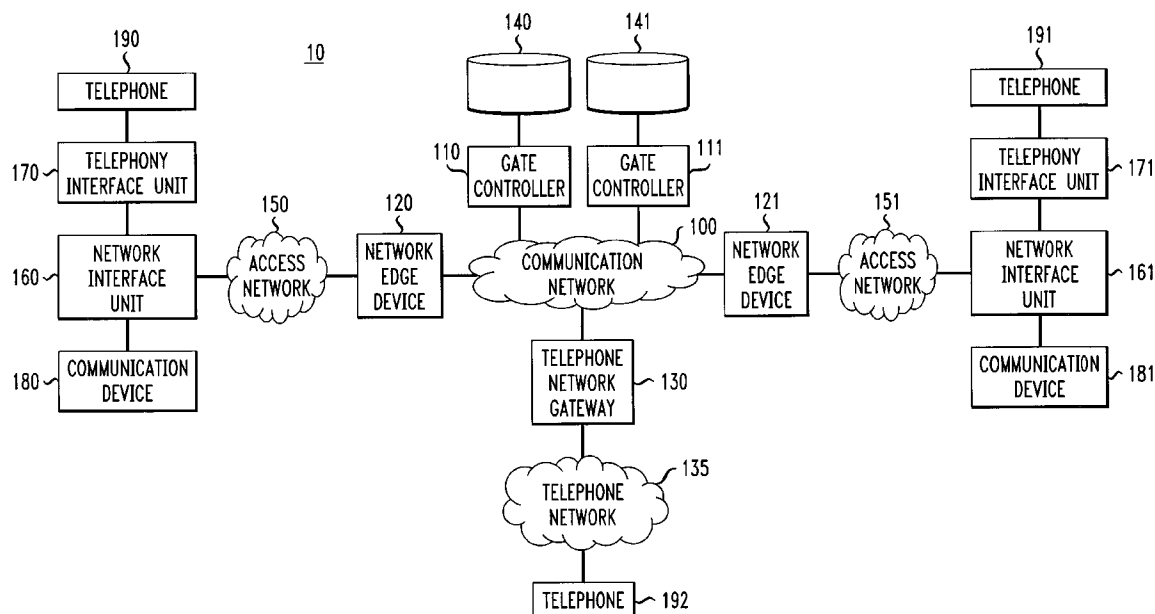 190
10
140
141
191
TELEPHONE
TELEPHONE
170
TELEPHONY
INTERFACE UNIT
110
GATE
CONTROLLER
GATE
CONTROLLER
111
TELEPHONY
INTERFACE UNIT
171
160
NETWORK
INTERFACE
UNIT
150
ACCESS
NETWORK
120
NETWORK
EDGE
DEVICE
COMMUNICATION
NETWORK
100
121
NETWORK
EDGE
DEVICE
151
ACCESS
NETWORK
NETWORK
INTERFACE
UNIT
161
180
COMMUNICATION
DEVICE
TELEPHONE
NETWORK
GATEWAY
130
COMMUNICATION
DEVICE
181
TELEPHONE
NETWORK
135
TELEPHONE
192